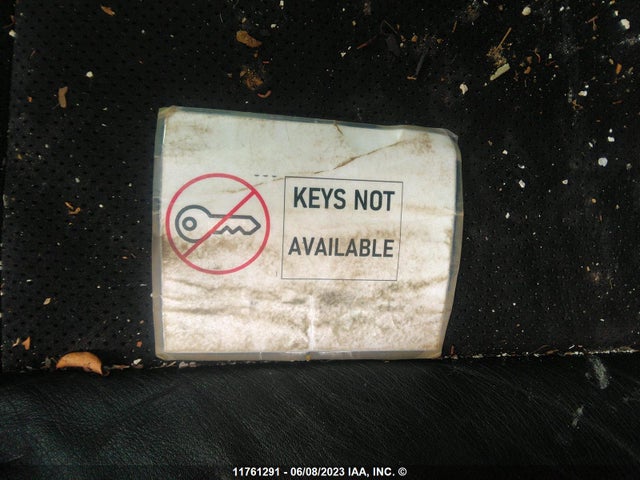 KEYS NOT
AVAILABLE
11761291 - 06/08/2023 IAA, INC. ©